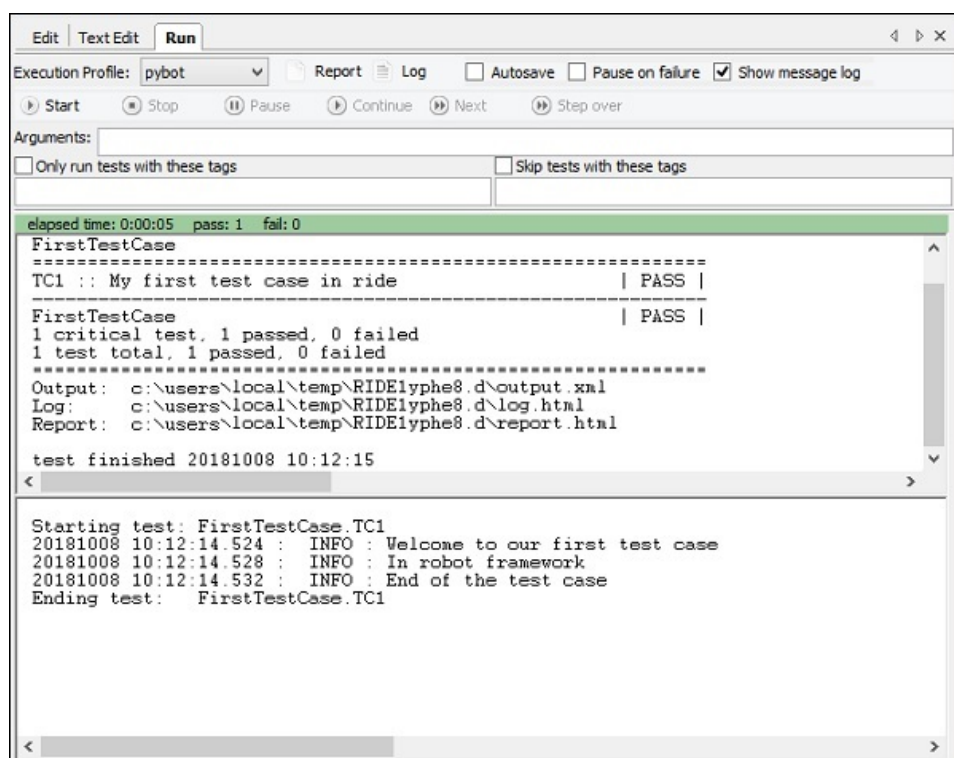 Edit Text Edit Run
Execution Profile: pybot Report Log Autosave Pause on failure Show message log
Start Stop Pause Continue Next Step over
Arguments:
Only run tests with these tags Skip tests with these tags
elapsed time: 0:00:05 pass: 1 fail: 0
FirstTestCase
==============================================================
TC1 :: My first test case in ride | PASS |
--------------------------------------------------------------
FirstTestCase | PASS |
1 critical test, 1 passed, 0 failed
1 test total, 1 passed, 0 failed
==============================================================
Output: c:\users\local\temp\RIDE1yphe8.d\output.xml
Log: c:\users\local\temp\RIDE1yphe8.d\log.html
Report: c:\users\local\temp\RIDE1yphe8.d\report.html
test finished 20181008 10:12:15
Starting test: FirstTestCase.TC1
20181008 10:12:14.524 : INFO : Welcome to our first test case
20181008 10:12:14.528 : INFO : In robot framework
20181008 10:12:14.532 : INFO : End of the test case
Ending test: FirstTestCase.TC1